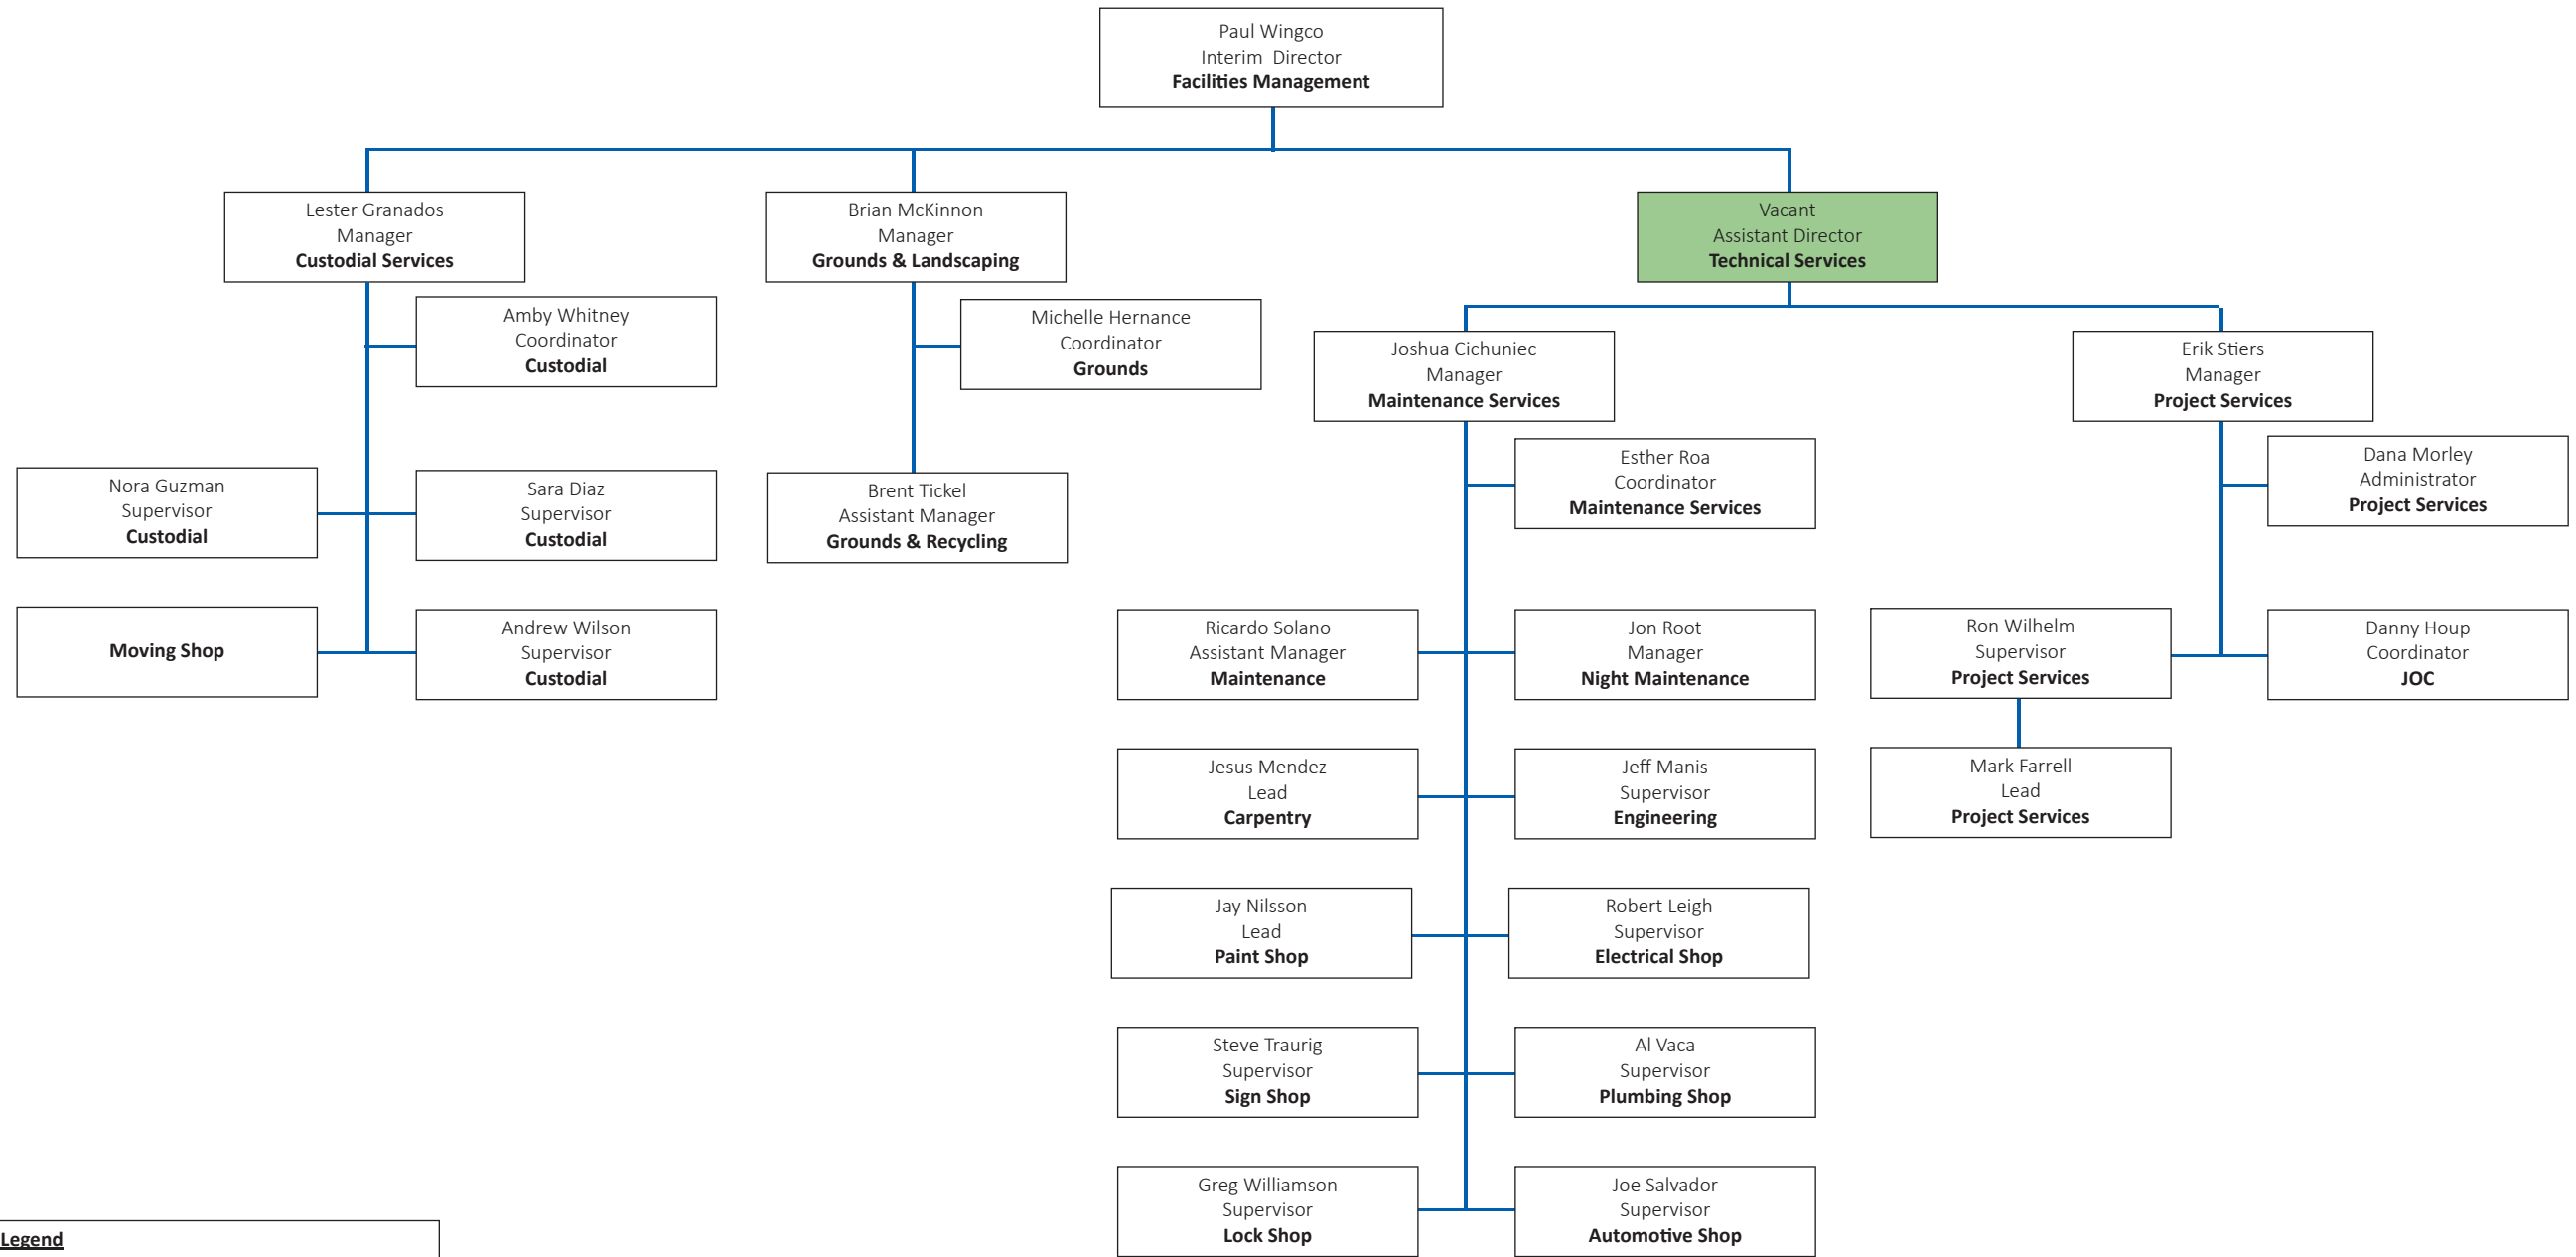 Paul Wingco
Interim Director
Facilities Management
Lester Granados
Manager
Custodial Services
Brian McKinnon
Manager
Grounds & Landscaping
Vacant
Assistant Director
Technical Services
Amby Whitney
Coordinator
Custodial
Michelle Hernance
Coordinator
Grounds
Joshua Cichuniec
Manager
Maintenance Services
Erik Stiers
Manager
Project Services
Esther Roa
Coordinator
Maintenance Services
Dana Morley
Administrator
Project Services
Nora Guzman
Supervisor
Custodial
Sara Diaz
Supervisor
Custodial
Brent Tickel
Assistant Manager
Grounds & Recycling
Moving Shop
Andrew Wilson
Supervisor
Custodial
Ricardo Solano
Assistant Manager
Maintenance
Jon Root
Manager
Night Maintenance
Ron Wilhelm
Supervisor
Project Services
Danny Houp
Coordinator
JOC
Jesus Mendez
Lead
Carpentry
Jeff Manis
Supervisor
Engineering
Mark Farrell
Lead
Project Services
Jay Nilsson
Lead
Paint Shop
Robert Leigh
Supervisor
Electrical Shop
Steve Traurig
Supervisor
Sign Shop
Al Vaca
Supervisor
Plumbing Shop
Greg Williamson
Supervisor
Lock Shop
Joe Salvador
Supervisor
Automotive Shop
Legend